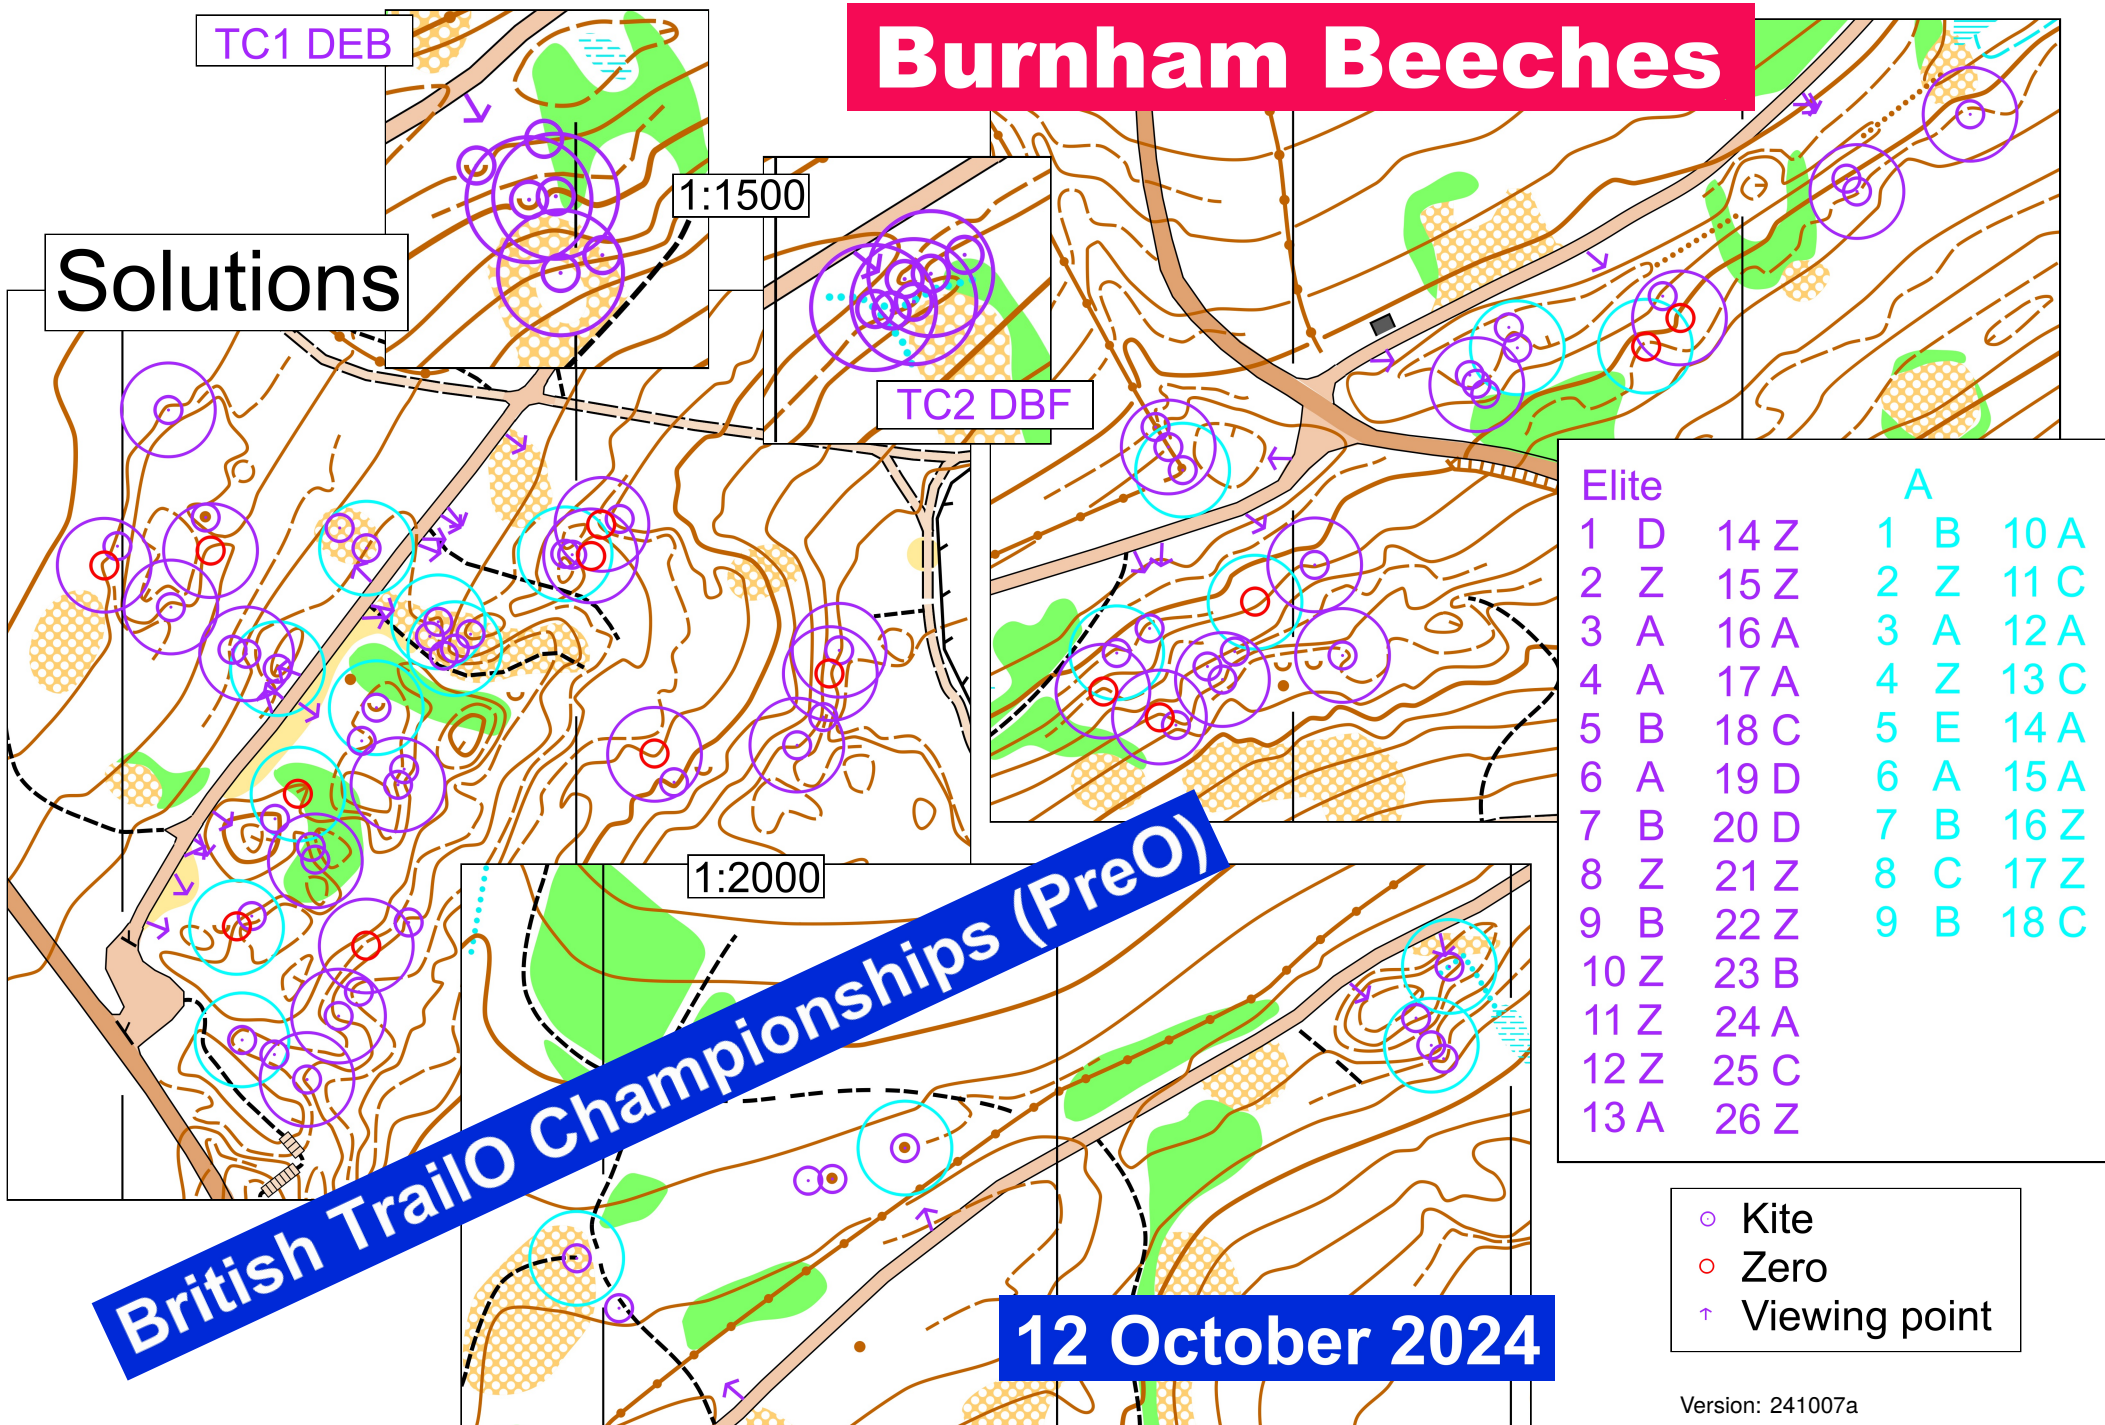 TC1 DEB
Burnham Beeches
1:1500
Solutions
TC2 DBF
Elite A
1 D 14 Z 1 B 10 A
2 Z 15 Z 2 Z 11 C
3 A 16 A 3 A 12 A
4 A 17 A 4 Z 13 C
5 B 18 C 5 E 14 A
6 A 19 D 6 A 15 A
7 B 20 D 7 B 16 Z
8 Z 21 Z 8 C 17 Z
9 B 22 Z 9 B 18 C
10 Z 23 B
11 Z 24 A
12 Z 25 C
13 A 26 Z
1:2000
British TrailO Championships (PreO)
12 October 2024
Kite
Zero
Viewing point
Version: 241007a